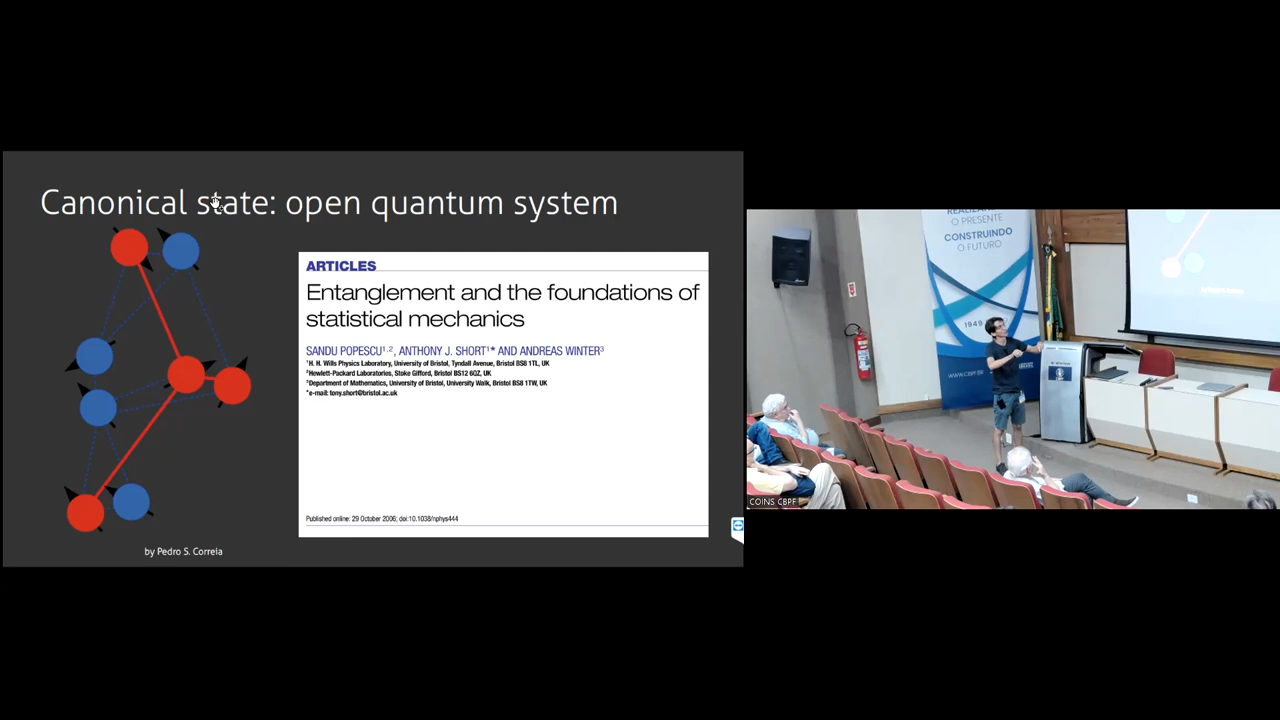 Canonical state: open quantum system
ARTICLES
Entanglement and the foundations of
statistical mechanics
SANDU POPESCU1,2, ANTHONY J. SHORT1* AND ANDREAS WINTER3
1H. H. Wills Physics Laboratory, University of Bristol, Tyndall Avenue, Bristol BS8 1TL, UK
2Hewlett-Packard Laboratories, Stoke Gifford, Bristol BS12 6QZ, UK
3Department of Mathematics, University of Bristol, University Walk, Bristol BS8 1TW, UK
*e-mail: tony.short@bristol.ac.uk
Published online: 29 October 2006; doi:10.1038/nphys444
by Pedro S. Correia
O PRESENTE
CONSTRUINDO
O FUTURO
1949
WWW.CBPF.BR
COINS CBPF